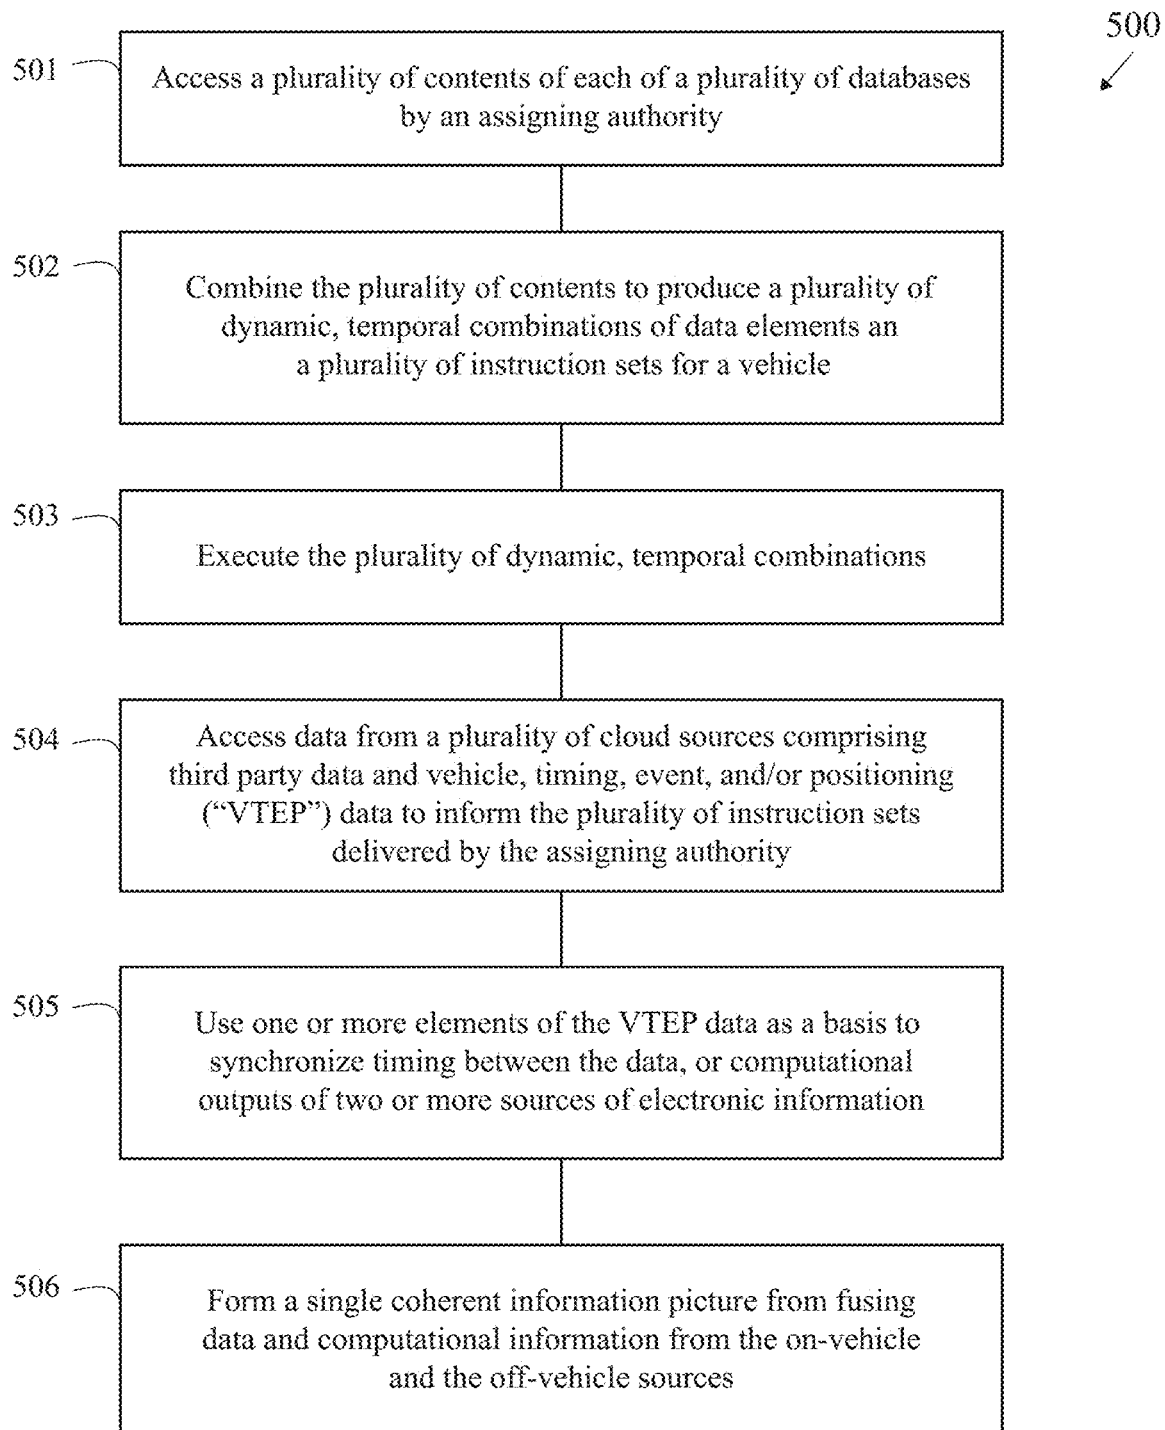 500
501
Access a plurality of contents of each of a plurality of databases
by an assigning authority
502
Combine the plurality of contents to produce a plurality of
dynamic, temporal combinations of data elements an
a plurality of instruction sets for a vehicle
503
Execute the plurality of dynamic, temporal combinations
504
Access data from a plurality of cloud sources comprising
third party data and vehicle, timing, event, and/or positioning
(“VTEP”) data to inform the plurality of instruction sets
delivered by the assigning authority
505
Use one or more elements of the VTEP data as a basis to
synchronize timing between the data, or computational
outputs of two or more sources of electronic information
506
Form a single coherent information picture from fusing
data and computational information from the on-vehicle
and the off-vehicle sources